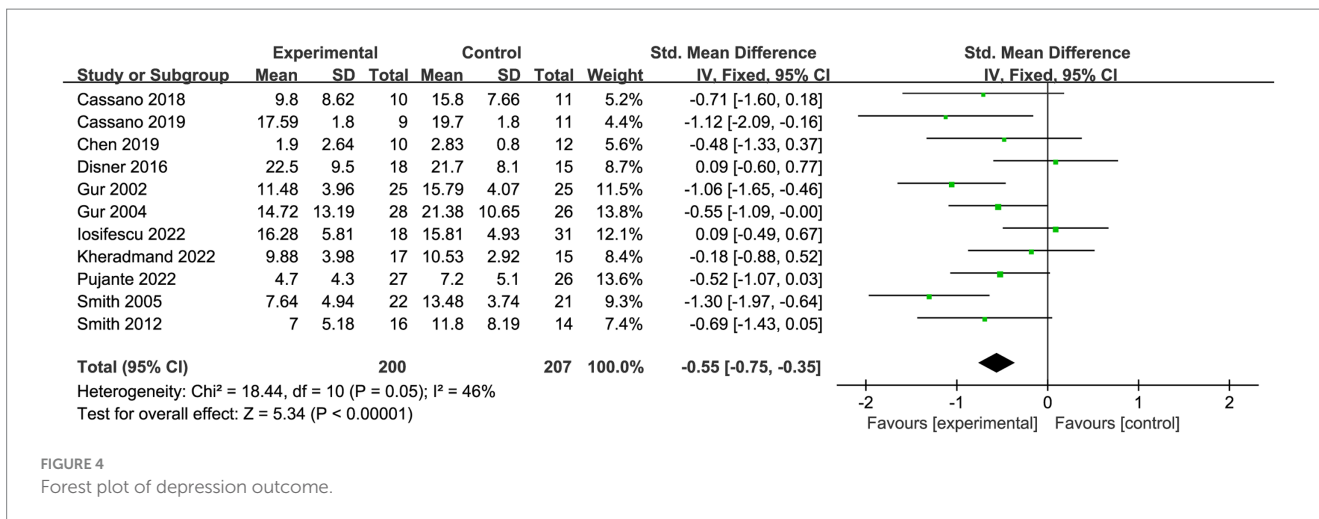 Experimental Control Std. Mean Difference Std. Mean Difference
Study or Subgroup Mean SD Total Mean SD Total Weight IV, Fixed, 95% CI IV, Fixed, 95% CI
Cassano 2018 9.8 8.62 10 15.8 7.66 11 5.2% -0.71 [-1.60, 0.18]
Cassano 2019 17.59 1.8 9 19.7 1.8 11 4.4% -1.12 [-2.09, -0.16]
Chen 2019 1.9 2.64 10 2.83 0.8 12 5.6% -0.48 [-1.33, 0.37]
Disner 2016 22.5 9.5 18 21.7 8.1 15 8.7% 0.09 [-0.60, 0.77]
Gur 2002 11.48 3.96 25 15.79 4.07 25 11.5% -1.06 [-1.65, -0.46]
Gur 2004 14.72 13.19 28 21.38 10.65 26 13.8% -0.55 [-1.09, -0.00]
Iosifescu 2022 16.28 5.81 18 15.81 4.93 31 12.1% 0.09 [-0.49, 0.67]
Kheradmand 2022 9.88 3.98 17 10.53 2.92 15 8.4% -0.18 [-0.88, 0.52]
Pujante 2022 4.7 4.3 27 7.2 5.1 26 13.6% -0.52 [-1.07, 0.03]
Smith 2005 7.64 4.94 22 13.48 3.74 21 9.3% -1.30 [-1.97, -0.64]
Smith 2012 7 5.18 16 11.8 8.19 14 7.4% -0.69 [-1.43, 0.05]
Total (95% CI) 200 207 100.0% -0.55 [-0.75, -0.35]
Heterogeneity: Chi² = 18.44, df = 10 (P = 0.05); I² = 46%
Test for overall effect: Z = 5.34 (P < 0.00001)
-2 -1 0 1 2
Favours [experimental] Favours [control]
FIGURE 4
Forest plot of depression outcome.